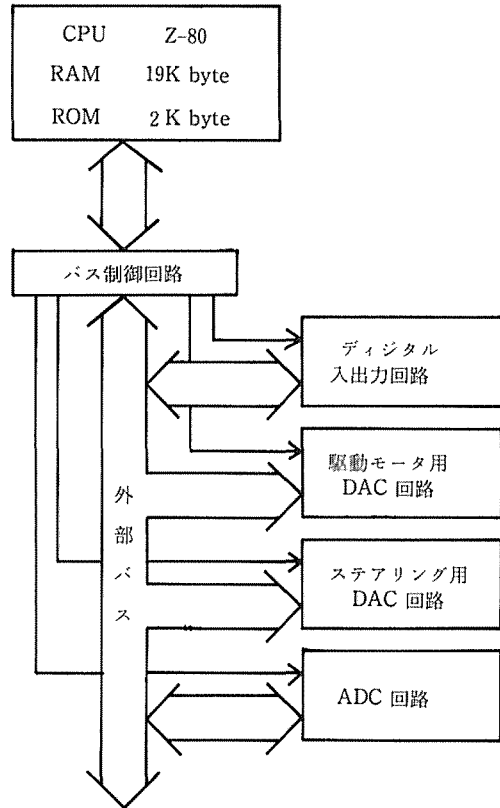 CPU Z-80
RAM 19K byte
ROM 2K byte
バス制御回路
ディジタル
入出力回路
駆動モータ用
DAC 回路
外部バス
ステアリング用
DAC 回路
ADC 回路